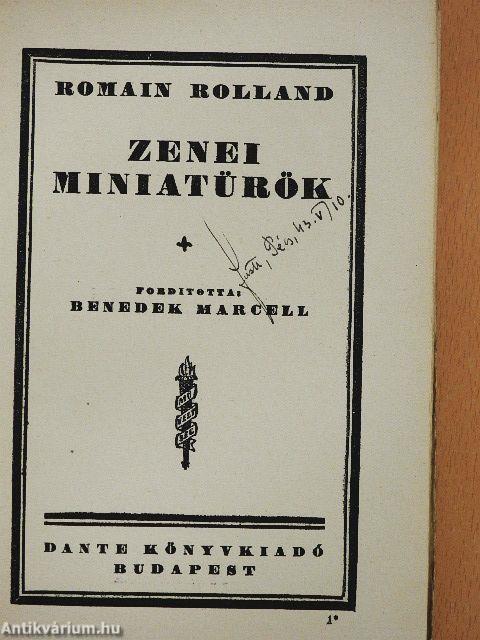 ROMAIN ROLLAND
ZENEI
MINIATÜRÖK
Pécs, 43. V/10.
FORDITOTTA:
BENEDEK MARCELL
DANTE KÖNYVKIADÓ
BUDAPEST
1*
Antikvárium.hu